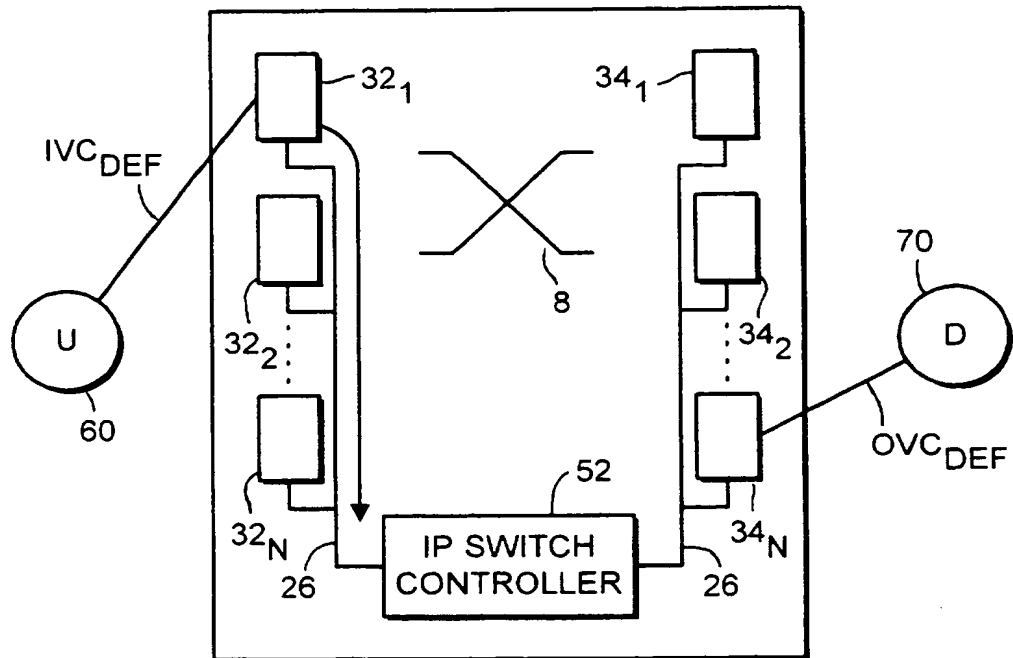 32₁
34₁
IVC_DEF
8
70
U
32₂
34₂
D
60
52
OVC_DEF
32_N
26
IP SWITCH
CONTROLLER
26
34_N